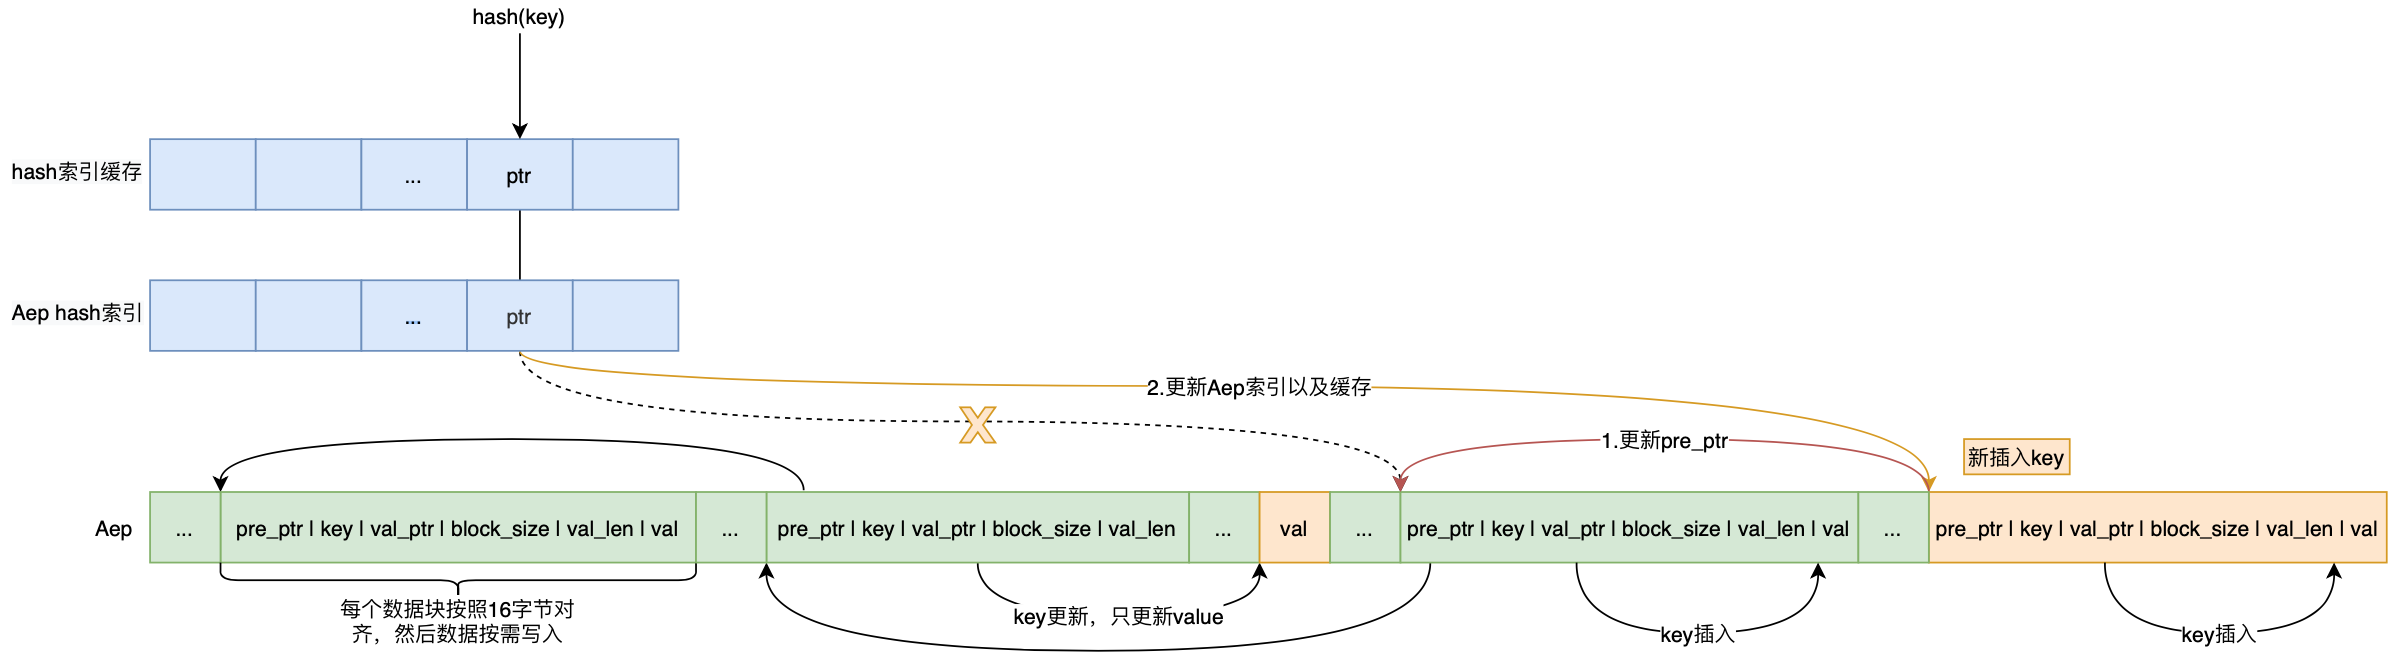 hash(key)
hash索引缓存
...
ptr
Aep hash索引
...
ptr
2.更新Aep索引以及缓存
X
1.更新pre_ptr
新插入key
Aep
...
pre_ptr | key | val_ptr | block_size | val_len | val
...
pre_ptr | key | val_ptr | block_size | val_len
...
val
...
pre_ptr | key | val_ptr | block_size | val_len | val
...
pre_ptr | key | val_ptr | block_size | val_len | val
每个数据块按照16字节对
齐，然后数据按需写入
key更新，只更新value
key插入
key插入